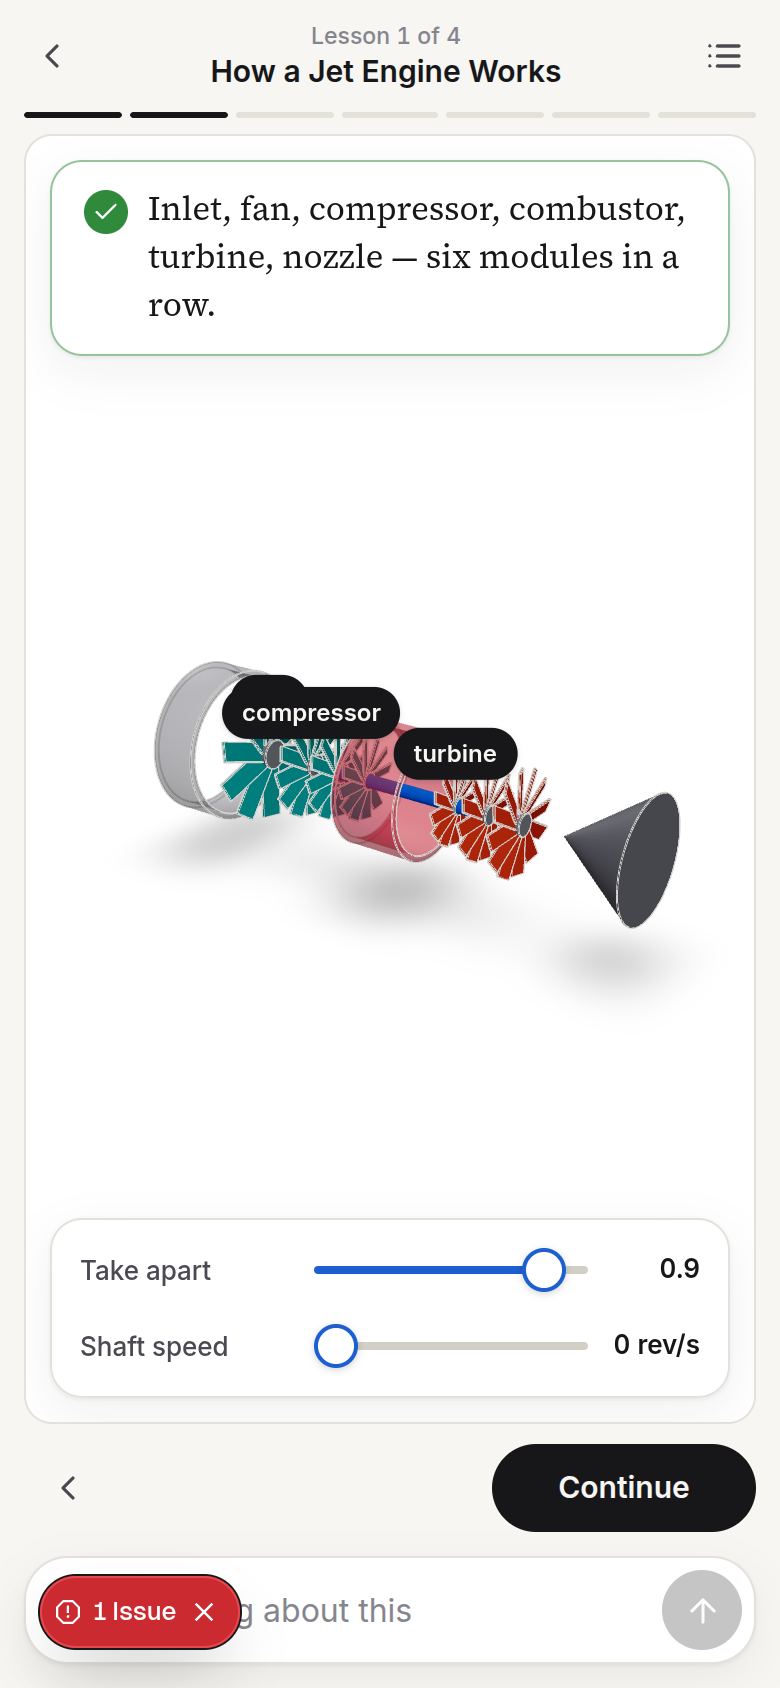 Lesson 1 of 4
How a Jet Engine Works
Inlet, fan, compressor, combustor,
turbine, nozzle — six modules in a
row.
compressor
turbine
Take apart
0.9
Shaft speed
0 rev/s
Continue
1 Issue
g about this